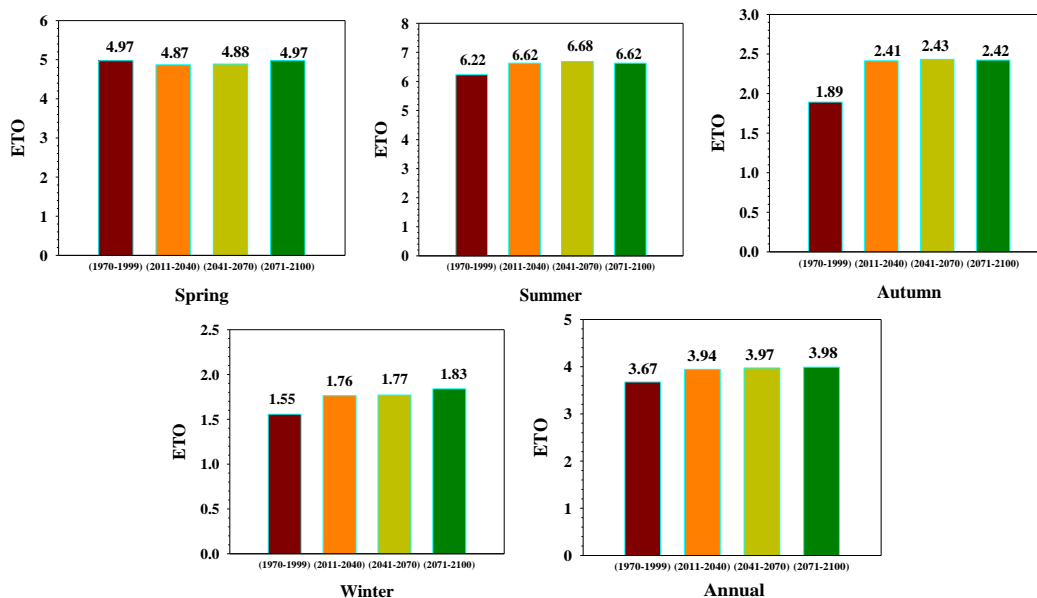 6
5
4
3
2
1
0
ETO
4.97 4.87 4.88 4.97
(1970-1999) (2011-2040) (2041-2070) (2071-2100)
Spring
8
7
6
5
4
3
2
1
0
ETO
6.22 6.62 6.68 6.62
(1970-1999) (2011-2040) (2041-2070) (2071-2100)
Summer
3.0
2.5
2.0
1.5
1.0
0.0
ETO
1.89 2.41 2.43 2.42
(1970-1999) (2011-2040) (2041-2070) (2071-2100)
Autumn
2.5
2.0
1.5
1.0
0.5
0.0
ETO
1.55 1.76 1.77 1.83
(1970-1999) (2011-2040) (2041-2070) (2071-2100)
Winter
5
4
3
2
1
0
ETO
3.67 3.94 3.97 3.98
(1970-1999) (2011-2040) (2041-2070) (2071-2100)
Annual